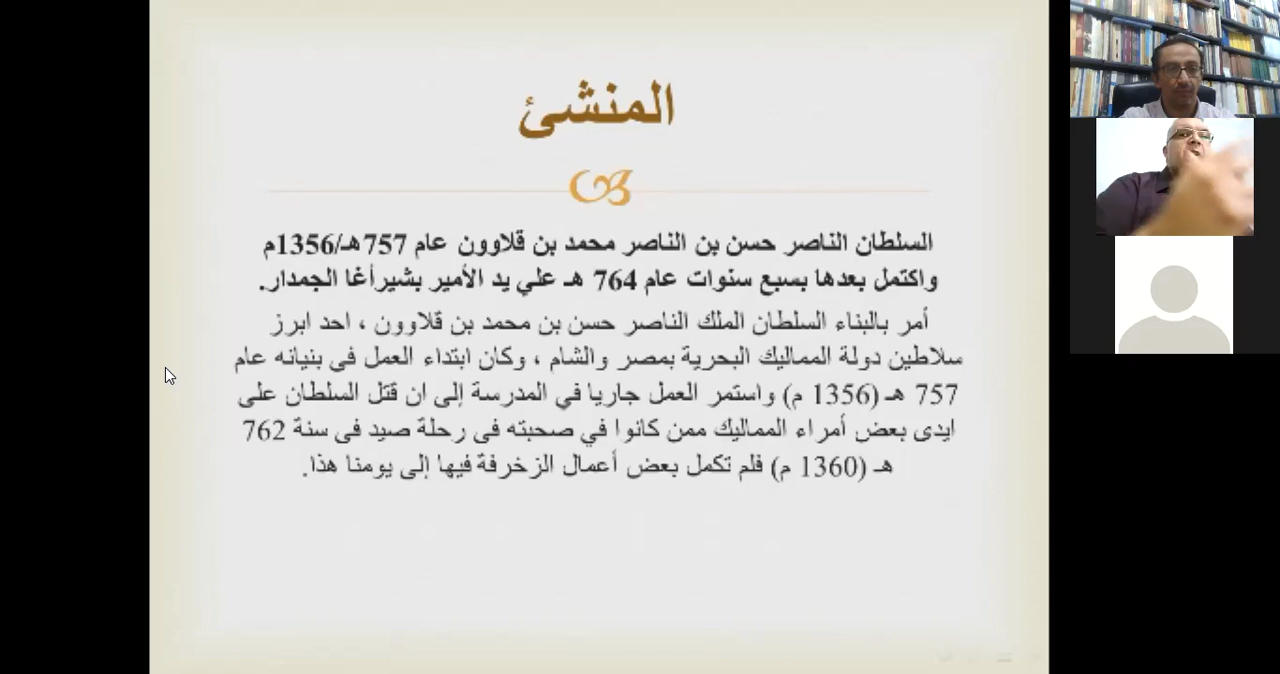 المنشئ
السلطان الناصر حسن بن الناصر محمد بن قلاوون عام 757هـ/1356م
واكتمل بعدها بسبع سنوات عام 764 هـ علي يد الأمير بشيرأغا الجمدار.
أمر بالبناء السلطان الملك الناصر حسن بن محمد بن قلاوون ، احد ابرز
سلاطين دولة المماليك البحرية بمصر والشام ، وكان ابتداء العمل فى بنيانه عام
757 هـ (1356 م) واستمر العمل جاريا في المدرسة إلى ان قتل السلطان على
ايدى بعض أمراء المماليك ممن كانوا في صحبته فى رحلة صيد فى سنة 762
هـ (1360 م) فلم تكمل بعض أعمال الزخرفة فيها إلى يومنا هذا.